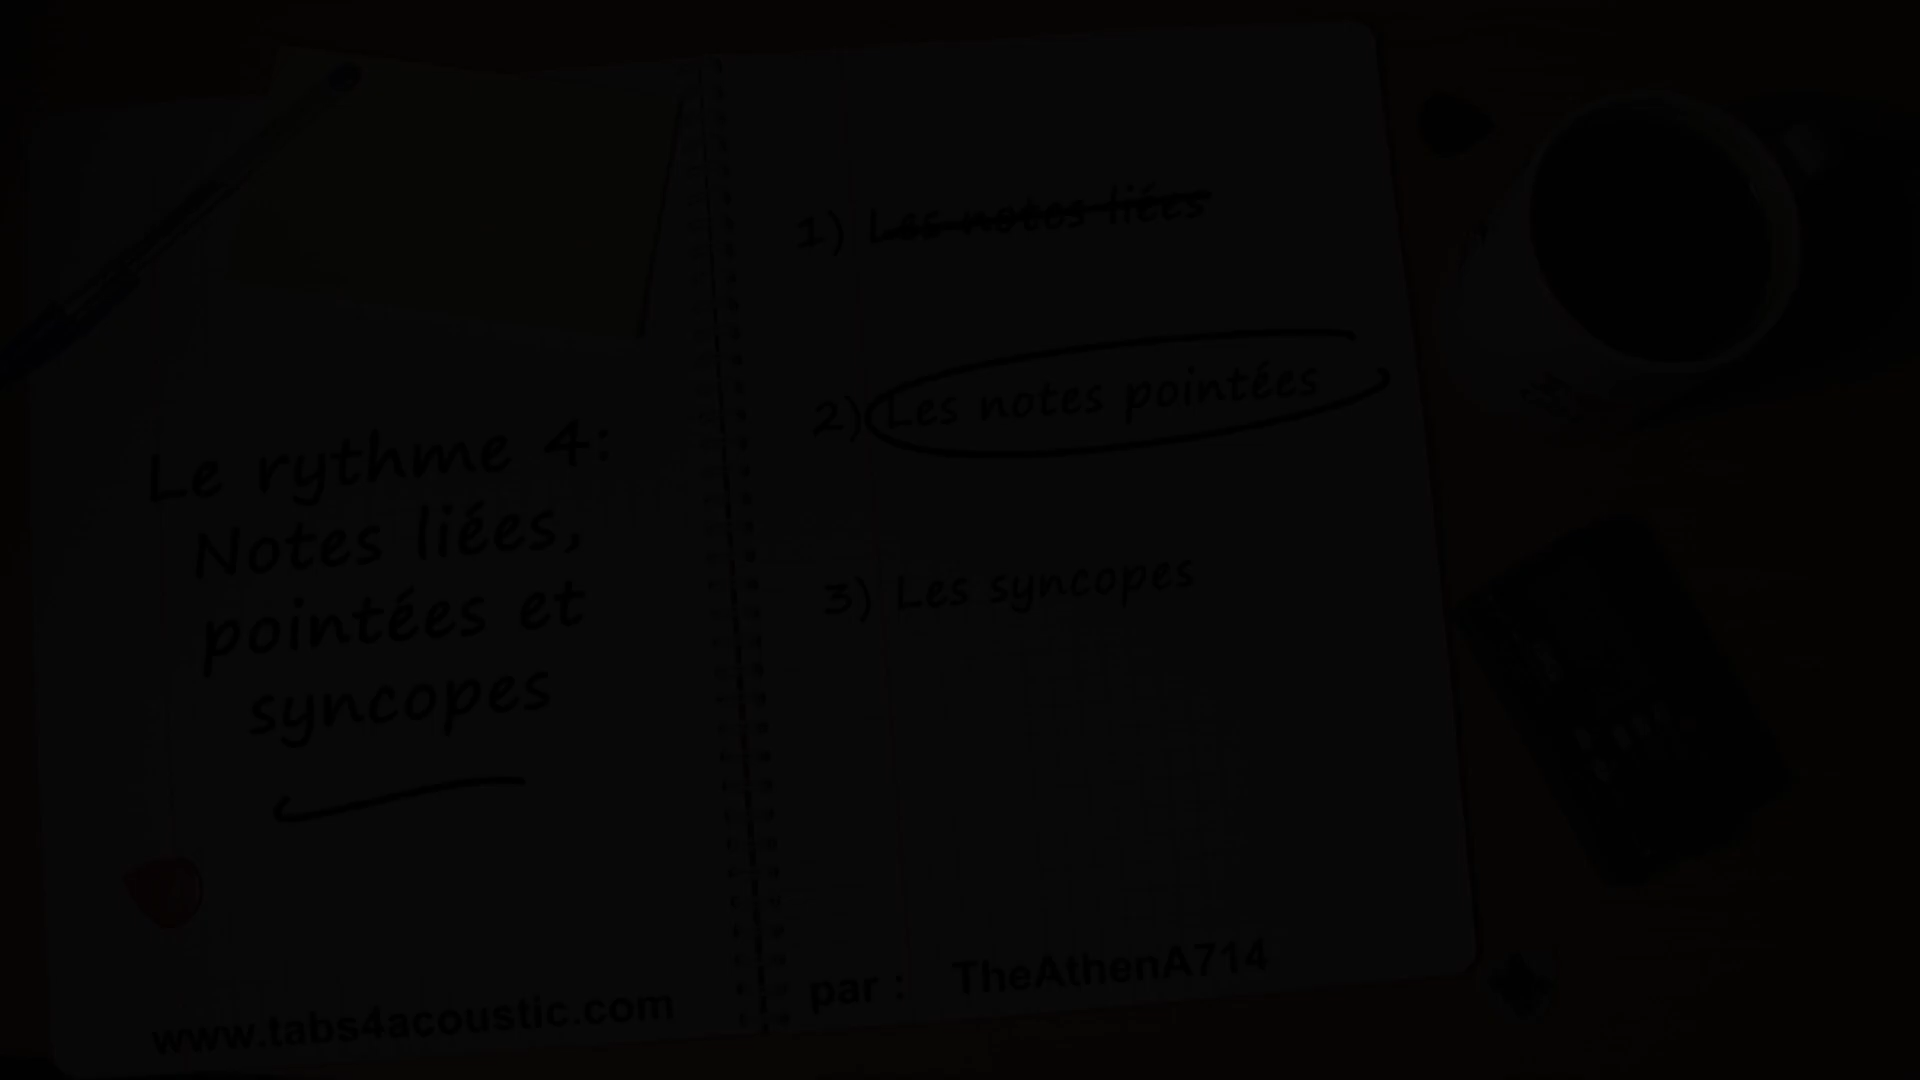 Le rythme 4:
Notes liées,
pointées et
syncopes
www.tabs4acoustic.com
1) Les notes liées
2) Les notes pointées
3) Les syncopes
par : TheAthenA714